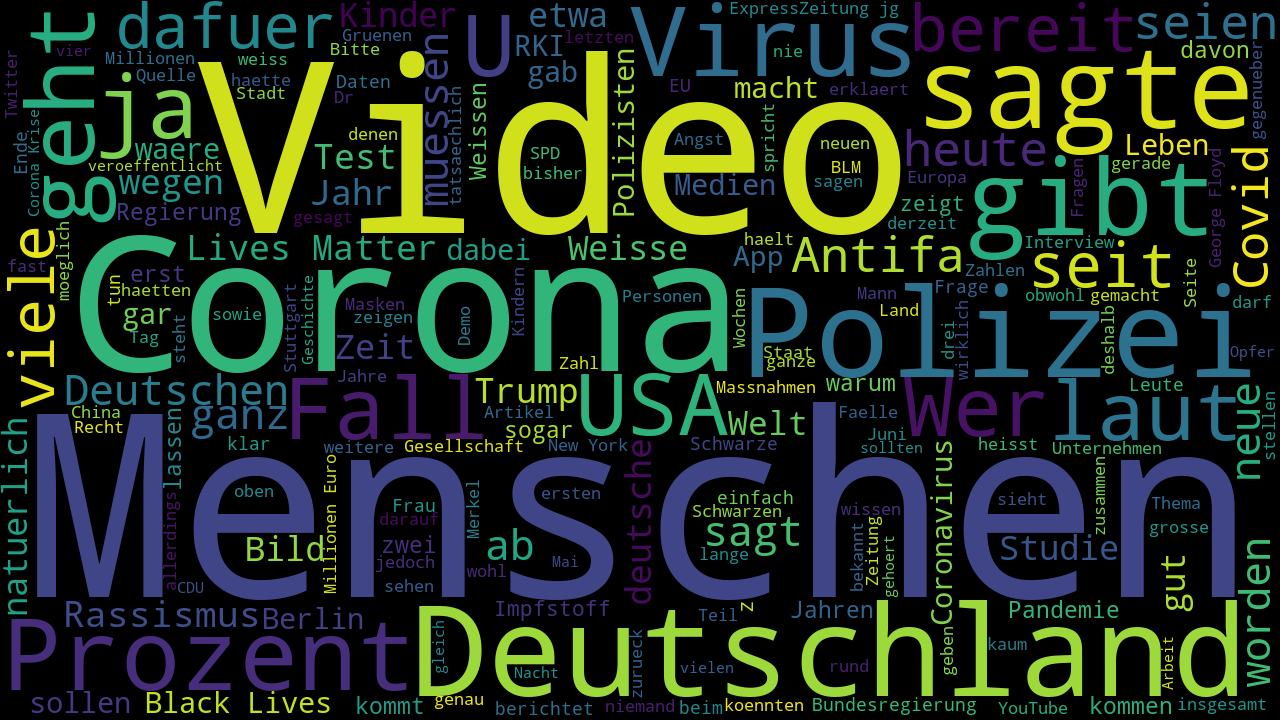 ExpressZeitung jg
dafuer
Kinder
etwa
Virus
bereit
seien
geht
vier
Millionen
weiss
Gruenen
Bitte
U
RKI
letzten
nie
davon
Twitter
Quelle
haette
Daten
muessen
gab
EU
macht
erklaert
sagte
gegenueber
ja
Video
Stadt
Dr
Weissen
Polizisten
Ende
Corona Krise
waere
denen
tatsaechlich
SPD
Angst
spricht
neuen
heute
Leben
veroeffentlicht
Test
bisher
BLM
gerade
wegen
Jahr
Medien
sagen
Europa
gibt
Fragen
George Floyd
Covid
Regierung
gesagt
zeigt
derzeit
viele
moeglich
Lives Matter
dabei
Weisse
App
haelt
Antifa
Interview
seit
fast
erst
tun
haetten
Corona
Geschichte
Kindern
Zahlen
Frage
obwohl
gemacht
Seite
darf
gar
steht
Stuttgart
sowie
Masken
zeigen
Demo
Personen
Wochen
Polizei
Mann
Land
drei
wirklich
deshalb
Tag
Zeit
Zahl
Staat
ganze
Opfer
Deutschen
Fall
Jahre
Trump
USA
Massnahmen
warum
Wer
laut
Leute
neue
stellen
China
Recht
ganz
Artikel
sogar
Welt
Faelle
natuerlich
lassen
klar
weitere
Gesellschaft
New York
deutsche
Schwarze
Juni
sollten
Coronavirus
heisst
Unternehmen
Menschen
oben
Millionen Euro
Merkel
ersten
einfach
Schwarzen
wissen
sieht
zusammen
Thema
grosse
allerdings
Frau
darauf
ab
sagt
bekannt
Zeitung
gehoert
Studie
gut
worden
Bild
zwei
jedoch
wohl
Mai
lange
CDU
sehen
Rassismus
Berlin
Impfstoff
Teil
z
Jahren
Pandemie
Prozent
gleich
Deutschland
zurueck
geben
kaum
Arbeit
Nacht
vielen
rund
sollen
Black Lives
kommt
genau
berichtet
niemand
beim
koennten
Bundesregierung
YouTube
kommen
insgesamt